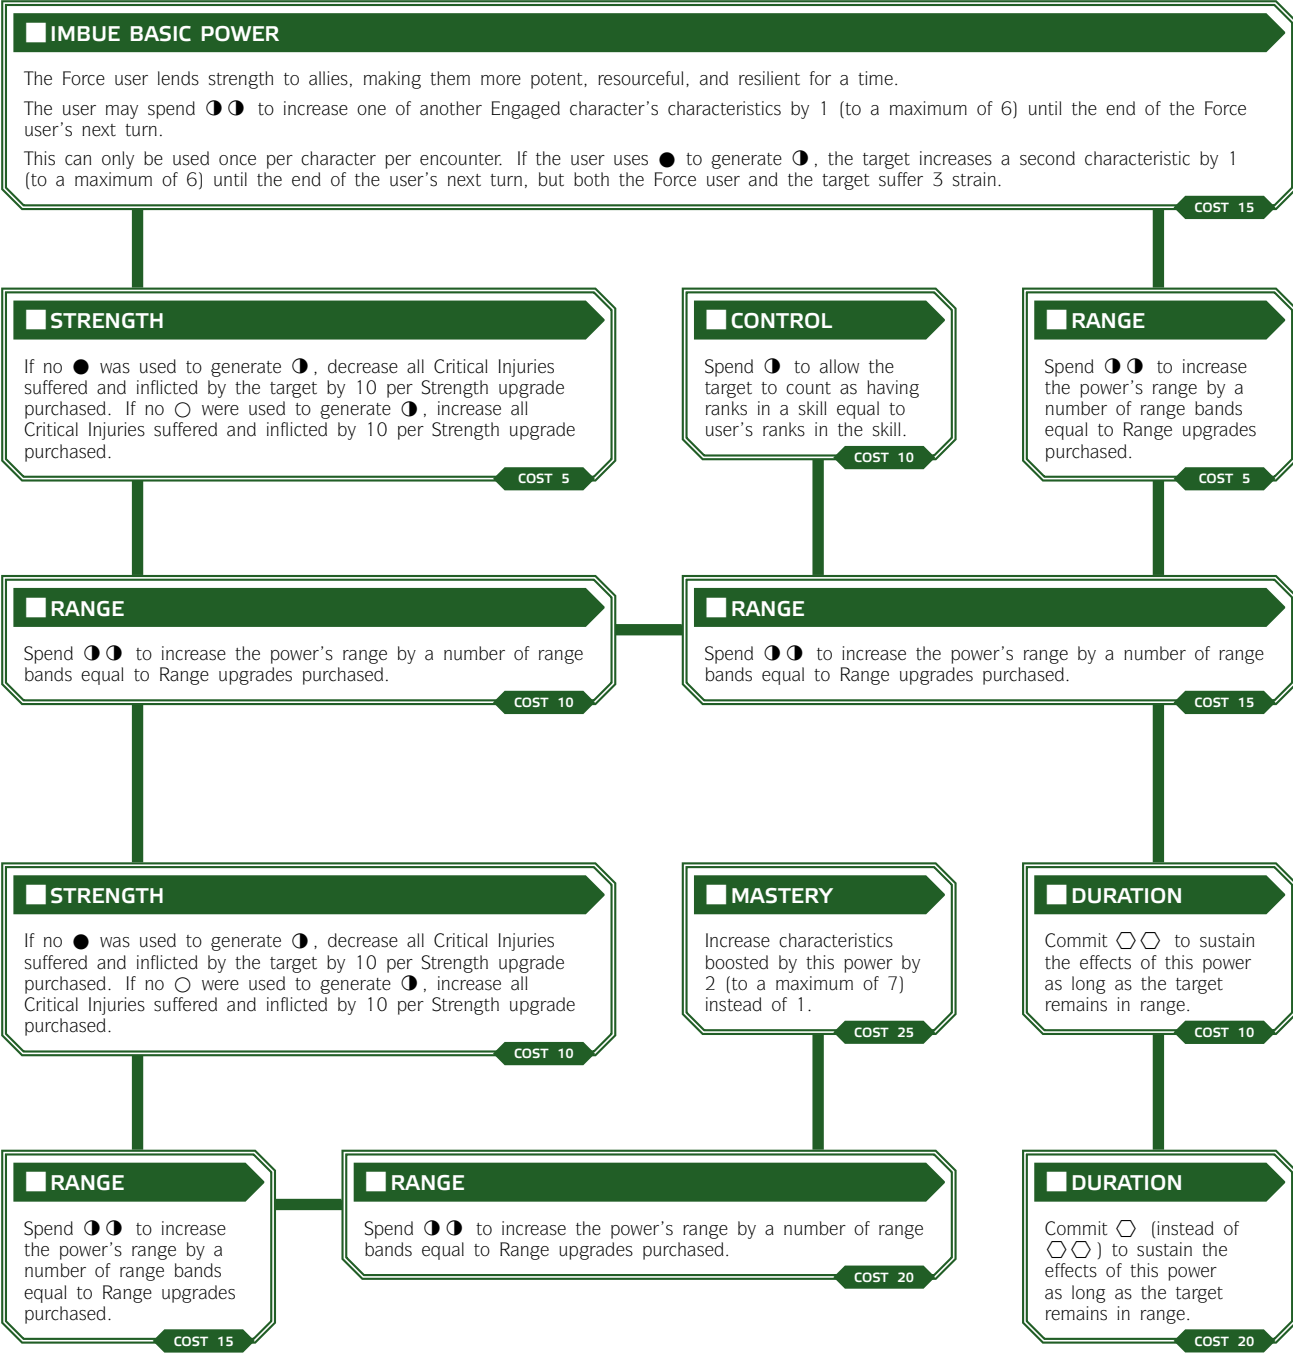 IMBUE BASIC POWER
The Force user lends strength to allies, making them more potent, resourceful, and resilient for a time.
The user may spend ◑◑ to increase one of another Engaged character's characteristics by 1 (to a maximum of 6) until the end of the Force
user's next turn.
This can only be used once per character per encounter. If the user uses ● to generate ◑, the target increases a second characteristic by 1
(to a maximum of 6) until the end of the user's next turn, but both the Force user and the target suffer 3 strain.
COST 15
STRENGTH
If no ● was used to generate ◑, decrease all Critical Injuries
suffered and inflicted by the target by 10 per Strength upgrade
purchased. If no ○ were used to generate ◑, increase all
Critical Injuries suffered and inflicted by 10 per Strength upgrade
purchased.
COST 5
CONTROL
Spend ◑ to allow the
target to count as having
ranks in a skill equal to
user's ranks in the skill.
COST 10
RANGE
Spend ◑◑ to increase
the power's range by a
number of range bands
equal to Range upgrades
purchased.
COST 5
RANGE
Spend ◑◑ to increase the power's range by a number of range
bands equal to Range upgrades purchased.
COST 10
RANGE
Spend ◑◑ to increase the power's range by a number of range
bands equal to Range upgrades purchased.
COST 15
STRENGTH
If no ● was used to generate ◑, decrease all Critical Injuries
suffered and inflicted by the target by 10 per Strength upgrade
purchased. If no ○ were used to generate ◑, increase all
Critical Injuries suffered and inflicted by 10 per Strength upgrade
purchased.
COST 10
MASTERY
Increase characteristics
boosted by this power by
2 (to a maximum of 7)
instead of 1.
COST 25
DURATION
Commit ⬡⬡ to sustain
the effects of this power
as long as the target
remains in range.
COST 10
RANGE
Spend ◑◑ to increase
the power's range by a
number of range bands
equal to Range upgrades
purchased.
COST 15
RANGE
Spend ◑◑ to increase the power's range by a number of range
bands equal to Range upgrades purchased.
COST 20
DURATION
Commit ⬡ (instead of
⬡⬡) to sustain the
effects of this power
as long as the target
remains in range.
COST 20